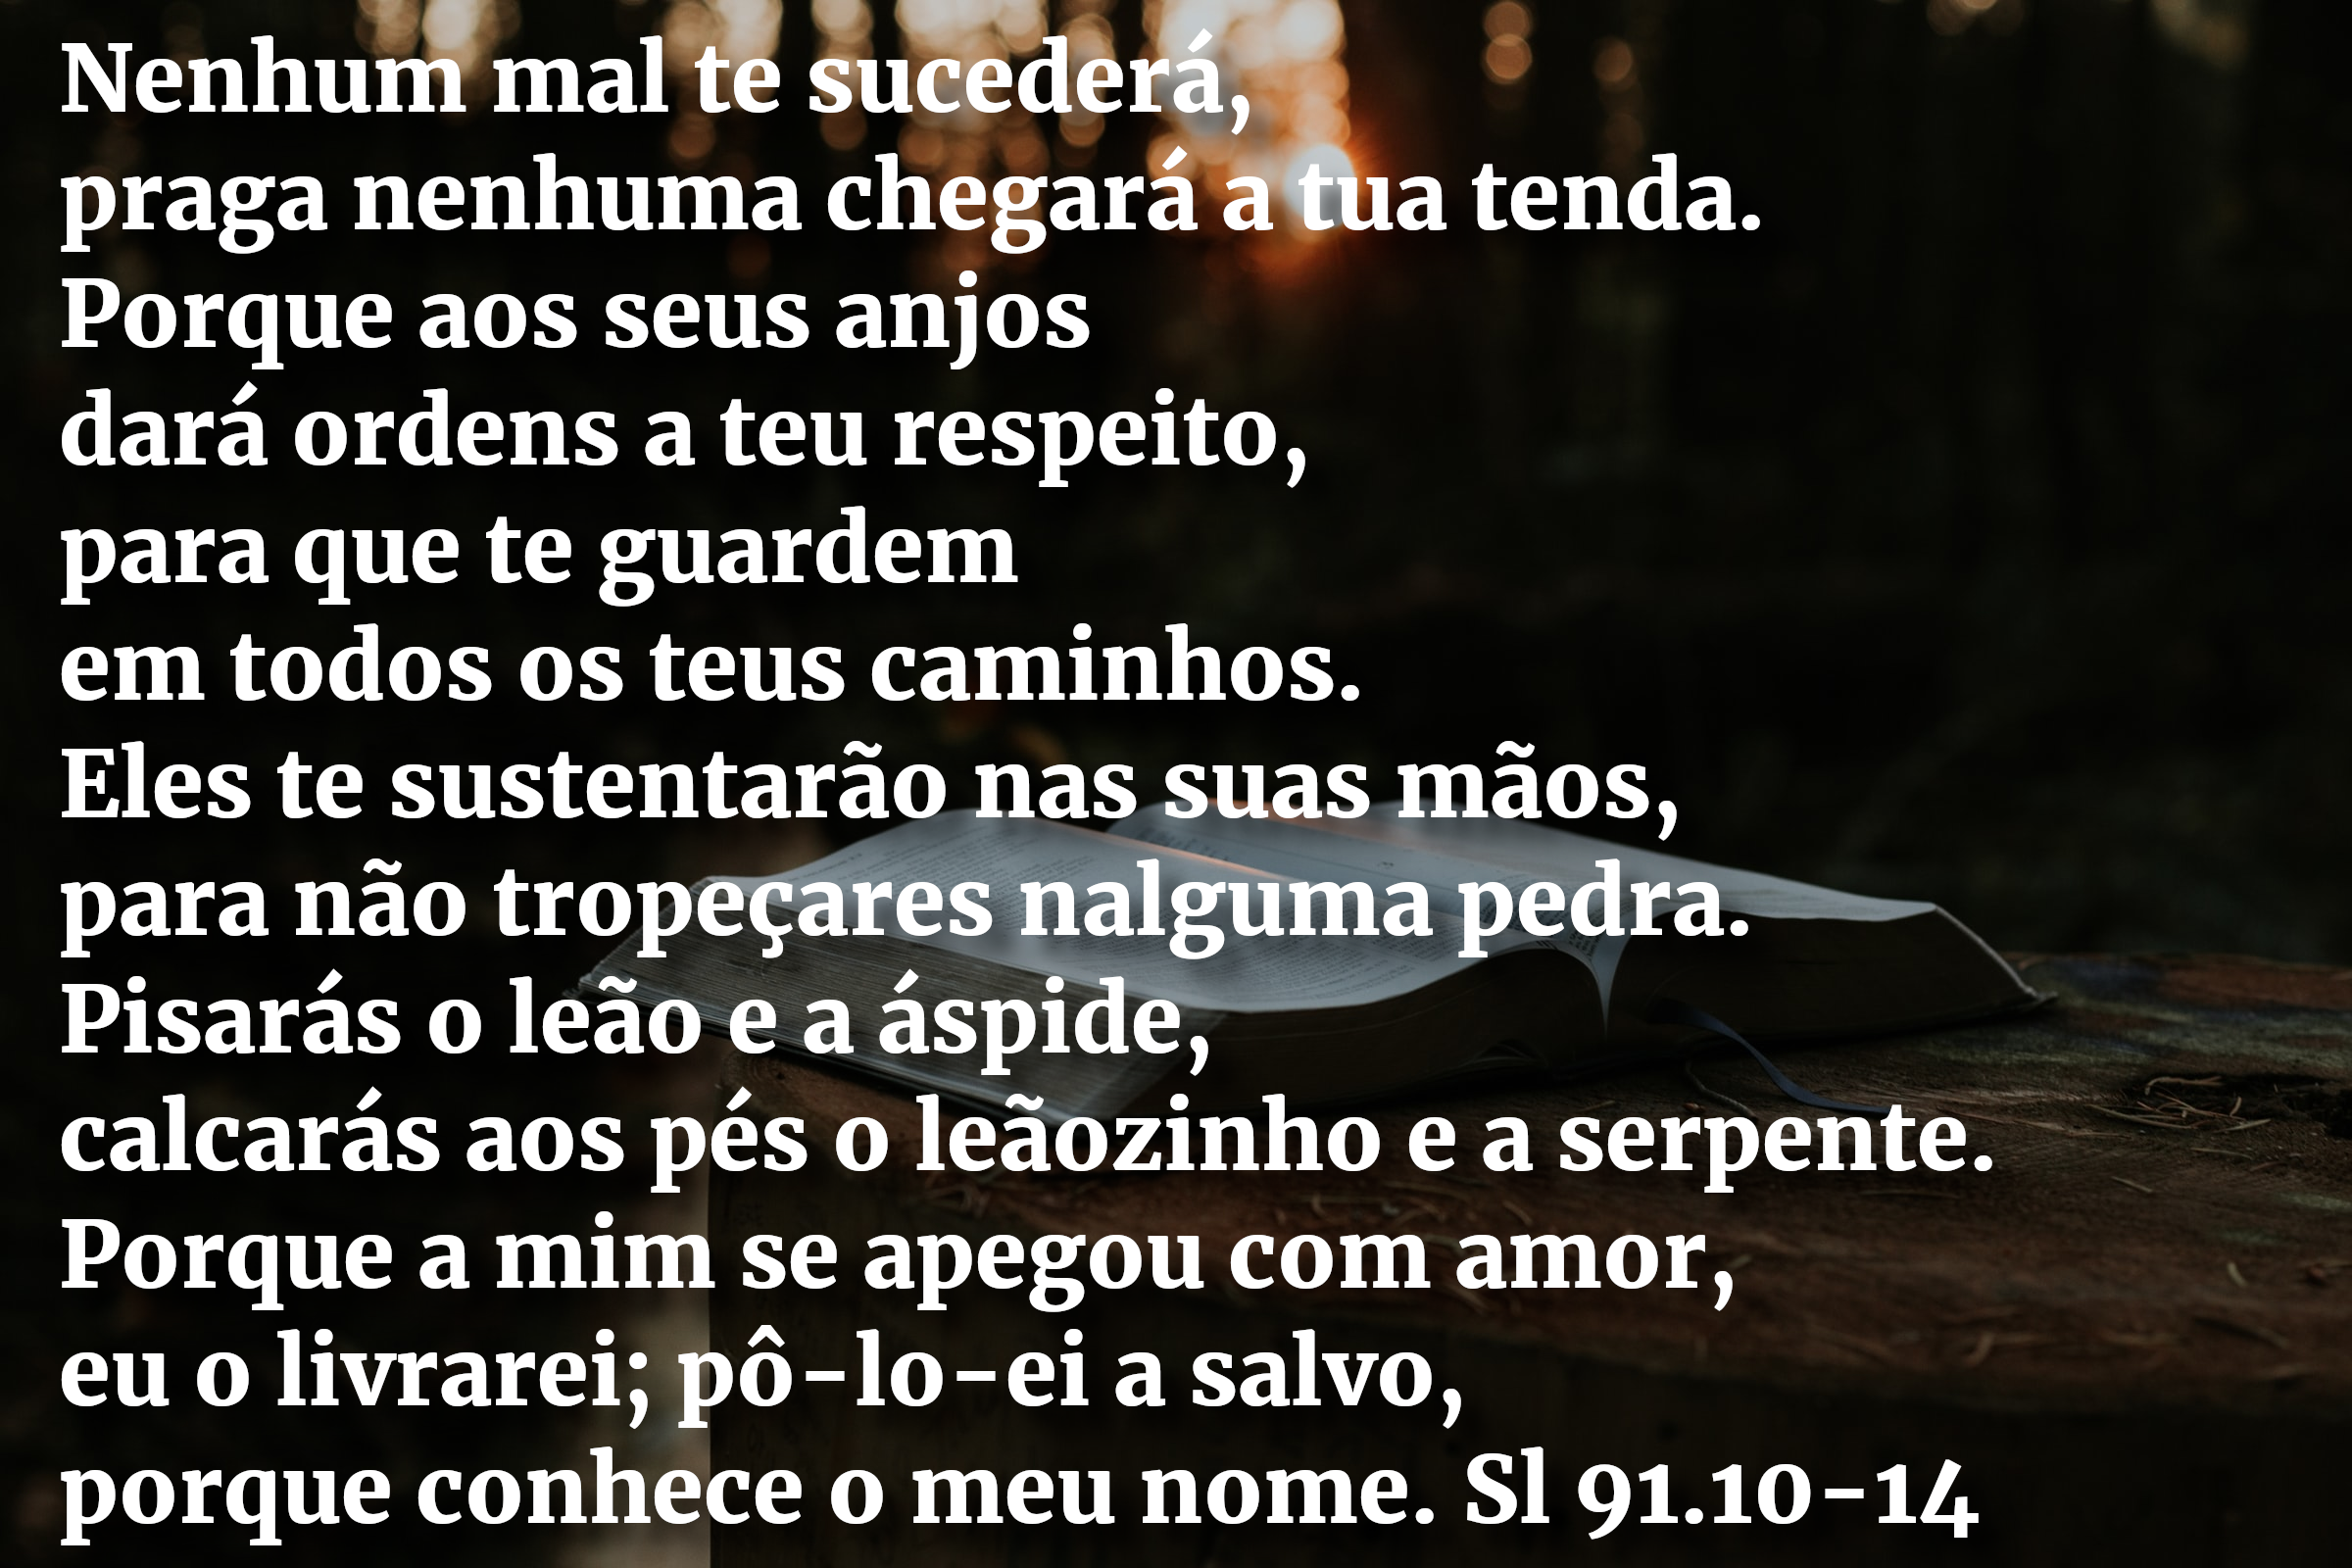 Nenhum mal te sucederá,
praga nenhuma chegará a tua tenda.
Porque aos seus anjos
dará ordens a teu respeito,
para que te guardem
em todos os teus caminhos.
Eles te sustentarão nas suas mãos,
para não tropeçares nalguma pedra.
Pisarás o leão e a áspide,
calcarás aos pés o leãozinho e a serpente.
Porque a mim se apegou com amor,
eu o livrarei; pô-lo-ei a salvo,
porque conhece o meu nome. Sl 91.10-14